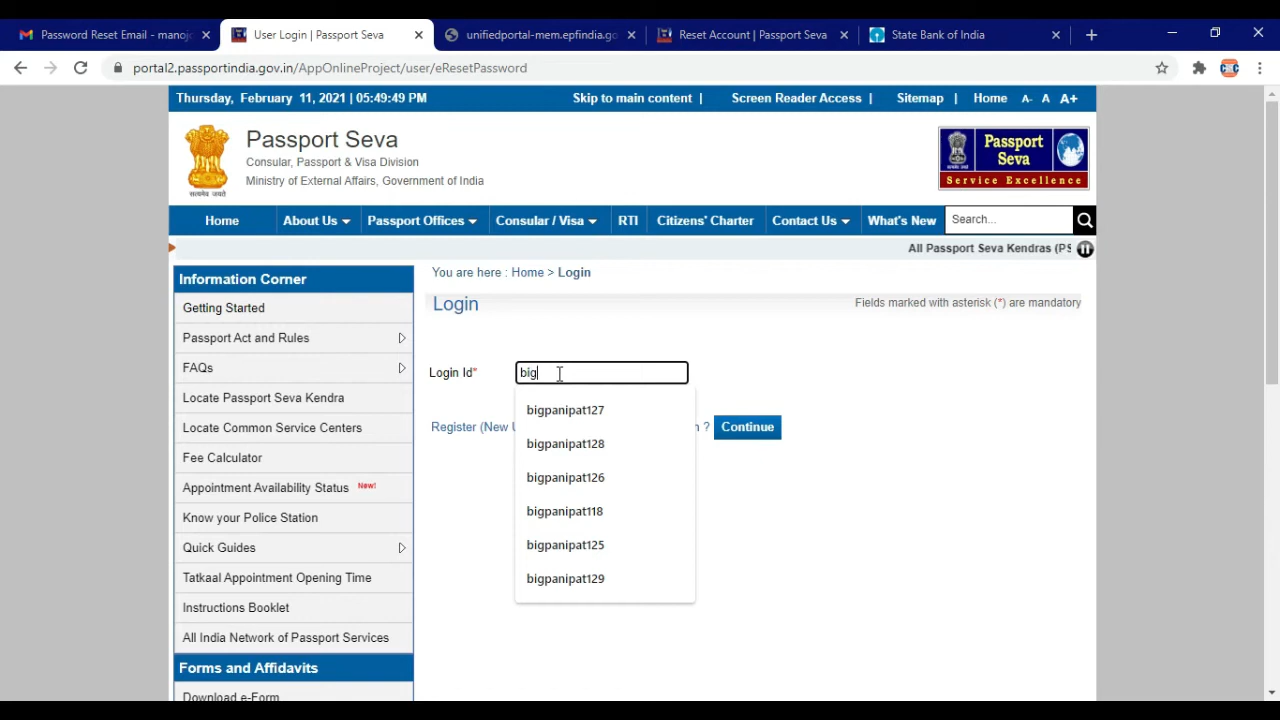 Password Reset Email - manojc
User Login | Passport Seva
unifiedportal-mem.epfindia.go
Reset Account | Passport Seva
State Bank of India
portal2.passportindia.gov.in/AppOnlineProject/user/eResetPassword
Thursday, February 11, 2021 | 05:49:49 PM
Skip to main content |
Screen Reader Access |
Sitemap |
Home
A- A A+
सत्यमेव जयते
Passport Seva
Consular, Passport & Visa Division
Ministry of External Affairs, Government of India
Passport
Seva
Service Excellence
Home
About Us
Passport Offices
Consular / Visa
RTI
Citizens' Charter
Contact Us
What's New
Search...
All Passport Seva Kendras (PS
Information Corner
Getting Started
Passport Act and Rules
FAQs
Locate Passport Seva Kendra
Locate Common Service Centers
Fee Calculator
Appointment Availability Status New!
Know your Police Station
Quick Guides
Tatkaal Appointment Opening Time
Instructions Booklet
All India Network of Passport Services
Forms and Affidavits
Download e-Form
You are here : Home > Login
Login
Fields marked with asterisk (*) are mandatory
Login Id*
big
bigpanipat127
bigpanipat128
bigpanipat126
bigpanipat118
bigpanipat125
bigpanipat129
Register (New U
n ?
Continue